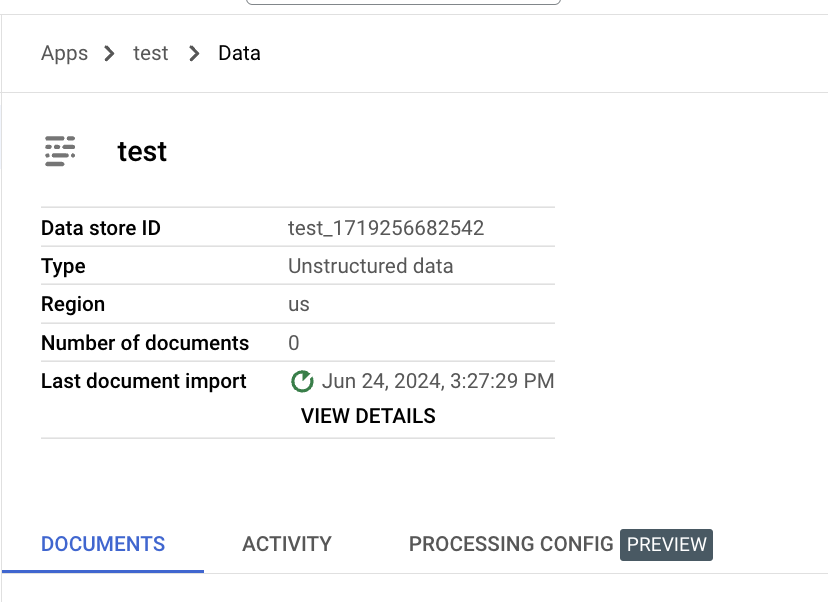 Apps > test > Data
test
Data store ID test_1719256682542
Type Unstructured data
Region us
Number of documents 0
Last document import Jun 24, 2024, 3:27:29 PM
VIEW DETAILS
DOCUMENTS ACTIVITY PROCESSING CONFIG PREVIEW